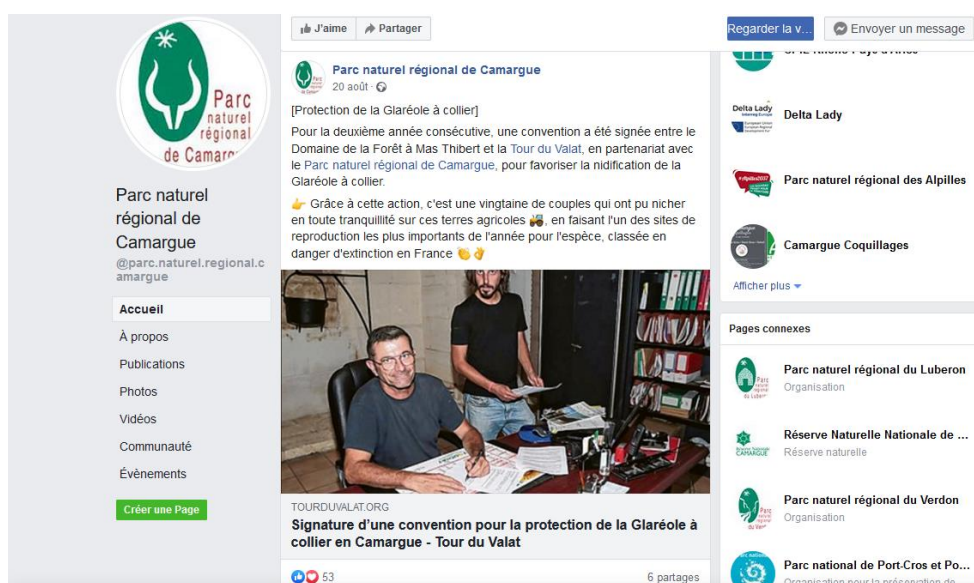 Parc
naturel
régional
de Camargue
Parc naturel
régional de
Camargue
@parc.naturel.regional.c
amargue
Accueil
À propos
Publications
Photos
Vidéos
Communauté
Évènements
Créer une Page
J'aime
Partager
Parc naturel régional de Camargue
20 août
[Protection de la Glaréole à collier]
Pour la deuxième année consécutive, une convention a été signée entre le
Domaine de la Forêt à Mas Thibert et la Tour du Valat, en partenariat avec
le Parc naturel régional de Camargue, pour favoriser la nidification de la
Glaréole à collier.
Grâce à cette action, c'est une vingtaine de couples qui ont pu nicher
en toute tranquillité sur ces terres agricoles, en faisant l'un des sites de
reproduction les plus importants de l'année pour l'espèce, classée en
danger d'extinction en France
TOURDUVALAT.ORG
Signature d'une convention pour la protection de la Glaréole à
collier en Camargue - Tour du Valat
53
6 partages
Regarder la v...
Envoyer un message
Delta Lady
Delta Lady
Parc naturel régional des Alpilles
Camargue Coquillages
Afficher plus
Pages connexes
Parc naturel régional du Luberon
Organisation
Réserve Naturelle Nationale de ...
Réserve naturelle
CAMARGUE
Parc naturel régional du Verdon
Organisation
Parc national de Port-Cros et Po...